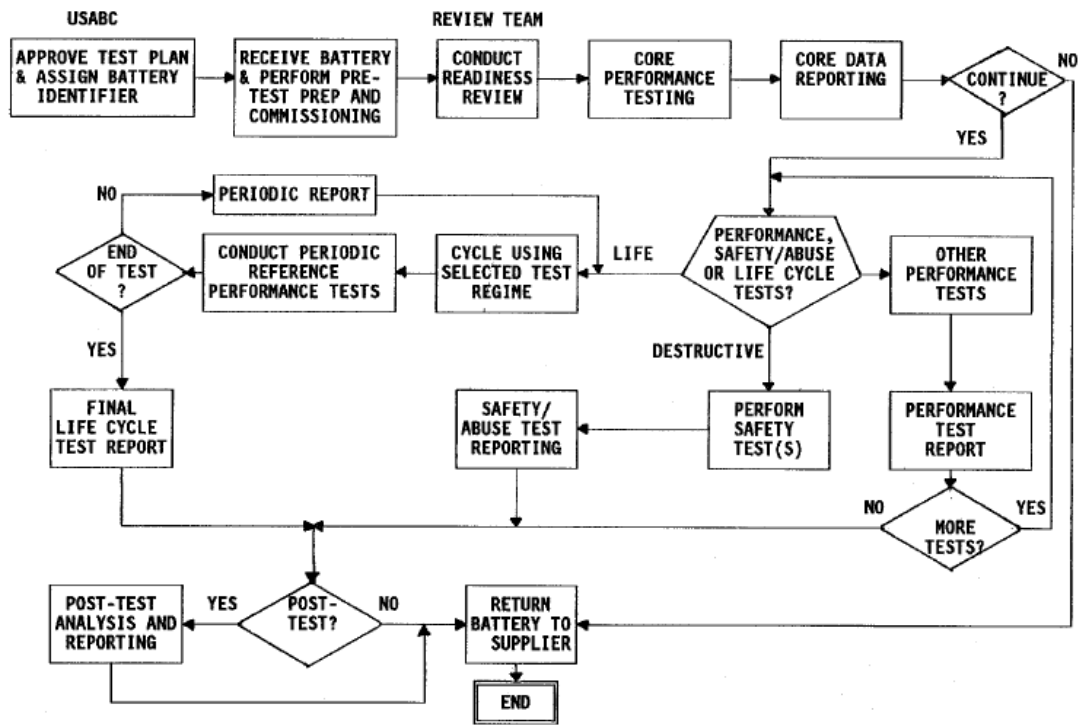 USABC
REVIEW TEAM
APPROVE TEST PLAN
& ASSIGN BATTERY
IDENTIFIER
RECEIVE BATTERY
& PERFORM PRE-
TEST PREP AND
COMMISSIONING
CONDUCT
READINESS
REVIEW
CORE
PERFORMANCE
TESTING
CORE DATA
REPORTING
CONTINUE
?
NO
YES
NO
PERIODIC REPORT
END
OF TEST
?
CONDUCT PERIODIC
REFERENCE
PERFORMANCE TESTS
CYCLE USING
SELECTED TEST
REGIME
LIFE
PERFORMANCE,
SAFETY/ABUSE
OR LIFE CYCLE
TESTS?
OTHER
PERFORMANCE
TESTS
YES
DESTRUCTIVE
FINAL
LIFE CYCLE
TEST REPORT
SAFETY/
ABUSE TEST
REPORTING
PERFORM
SAFETY
TEST(S)
PERFORMANCE
TEST
REPORT
NO
YES
MORE
TESTS?
POST-TEST
ANALYSIS AND
REPORTING
YES
POST-
TEST?
NO
RETURN
BATTERY TO
SUPPLIER
END